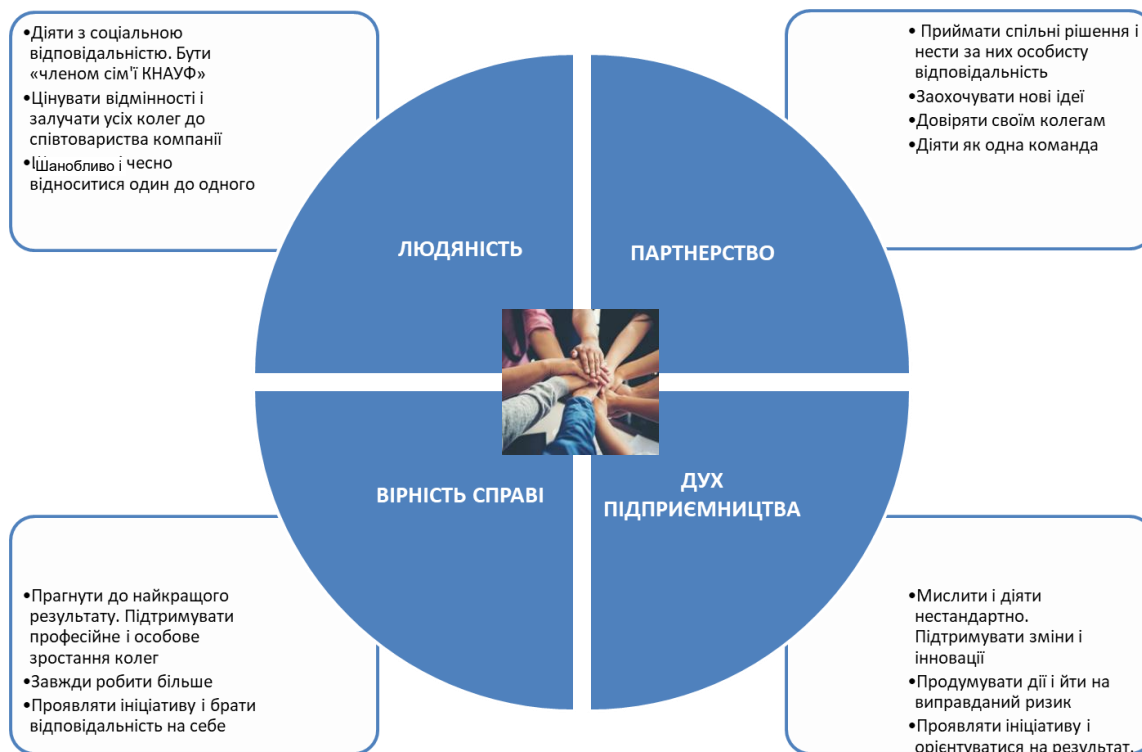 •Діяти з соціальною
відповідальністю. Бути
«членом сім'ї КНАУФ»
•Цінувати відмінності і
залучати усіх колег до
співтовариства компанії
•Шанобливо і чесно
відноситися один до одного
• Приймати спільні рішення і
нести за них особисту
відповідальність
•Заохочувати нові ідеї
•Довіряти своїм колегам
•Діяти як одна команда
ЛЮДЯНІСТЬ
ПАРТНЕРСТВО
ВІРНІСТЬ СПРАВІ
ДУХ
ПІДПРИЄМНИЦТВА
•Прагнути до найкращого
результату. Підтримувати
професійне і особове
зростання колег
•Завжди робити більше
•Проявляти ініціативу і брати
відповідальність на себе
•Мислити і діяти
нестандартно.
Підтримувати зміни і
інновації
•Продумувати дії і йти на
виправданий ризик
•Проявляти ініціативу і
орієнтуватися на результат.